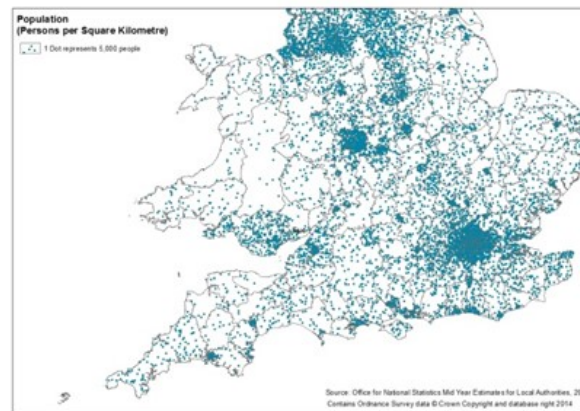 Population
(Persons per Square Kilometre)
1 Dot represents 5,000 people
Source: Office for National Statistics Mid Year Estimates for Local Authorities,
Contains Ordnance Survey data © Crown Copyright and database right 2014